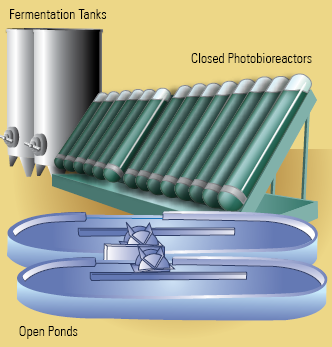 Fermentation Tanks
Closed Photobioreactors
Open Ponds